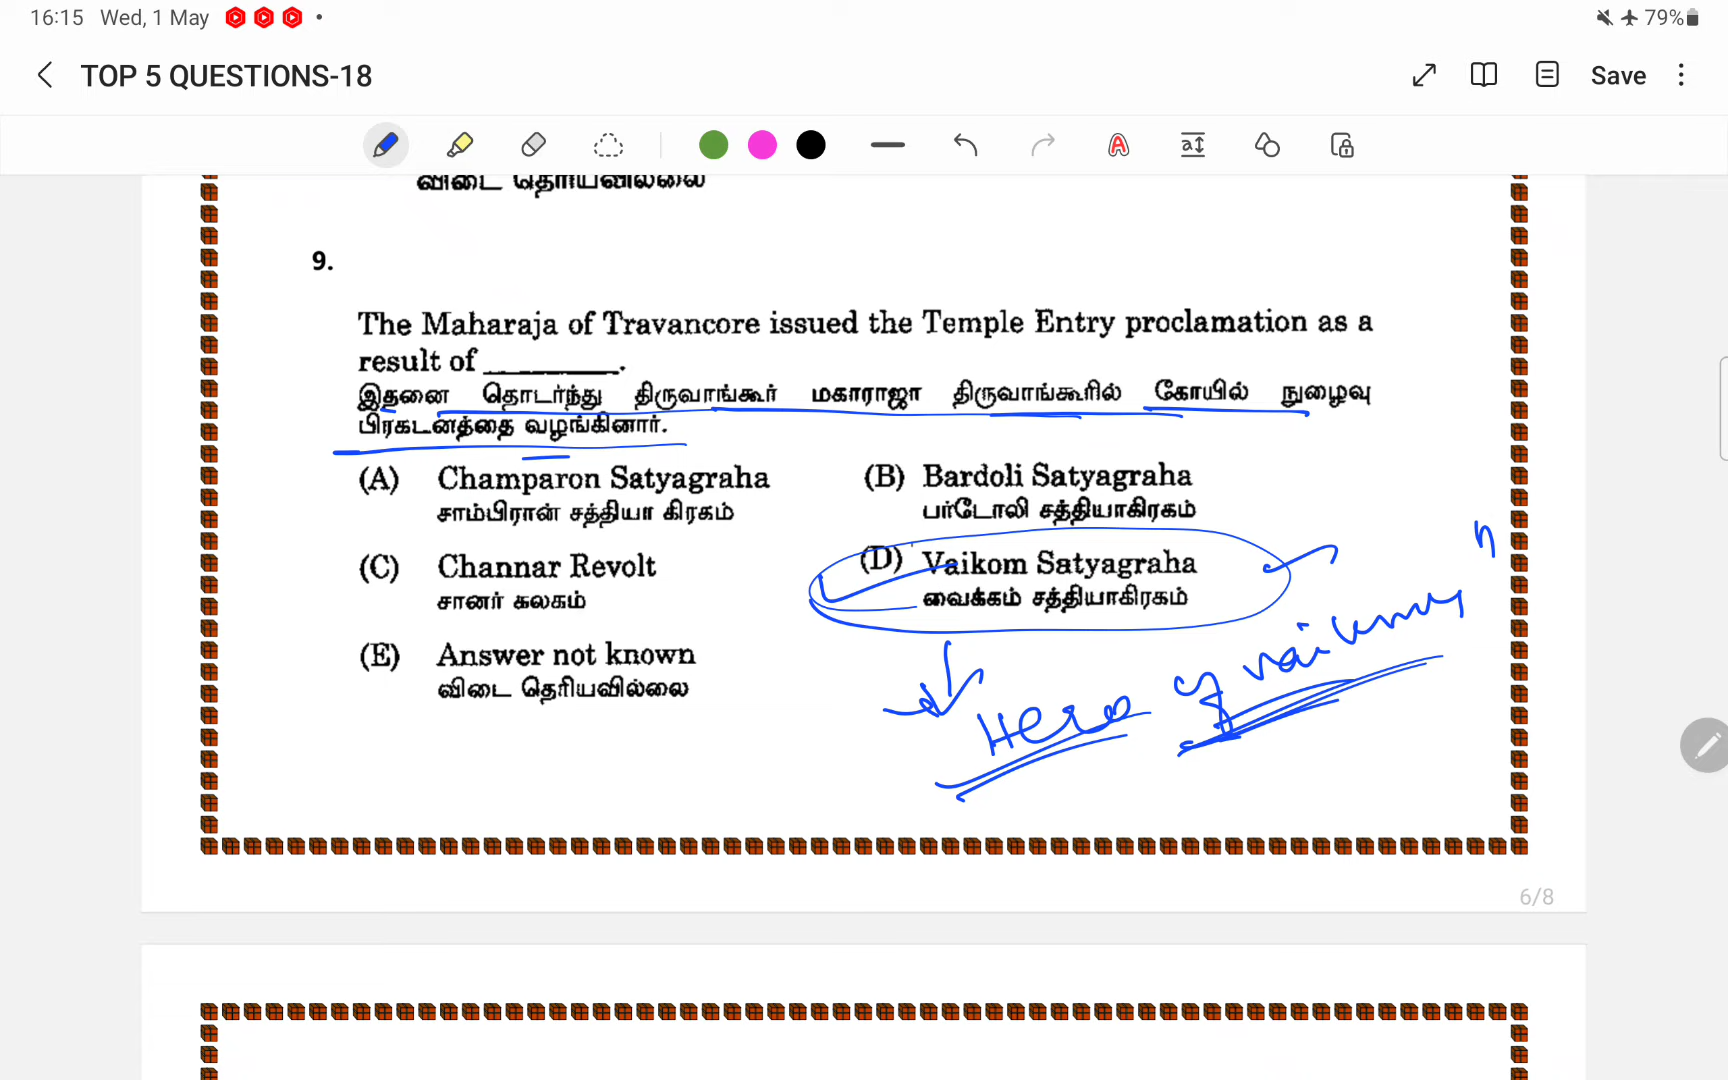 16:15 Wed, 1 May 79%
TOP 5 QUESTIONS-18
Save
விடை தெரியவில்லை
9.
The Maharaja of Travancore issued the Temple Entry proclamation as a
result of ________.
இதனை தொடர்ந்து திருவாங்கூர் மகாராஜா திருவாங்கூரில் கோயில் நுழைவு
பிரகடனத்தை வழங்கினார்.
(A) Champaron Satyagraha (B) Bardoli Satyagraha
சாம்பிரான் சத்தியா கிரகம் பர்டோலி சத்தியாகிரகம்
(C) Channar Revolt (D) Vaikom Satyagraha
சானர் கலகம் வைக்கம் சத்தியாகிரகம்
(E) Answer not known
விடை தெரியவில்லை
Hero of
6/8